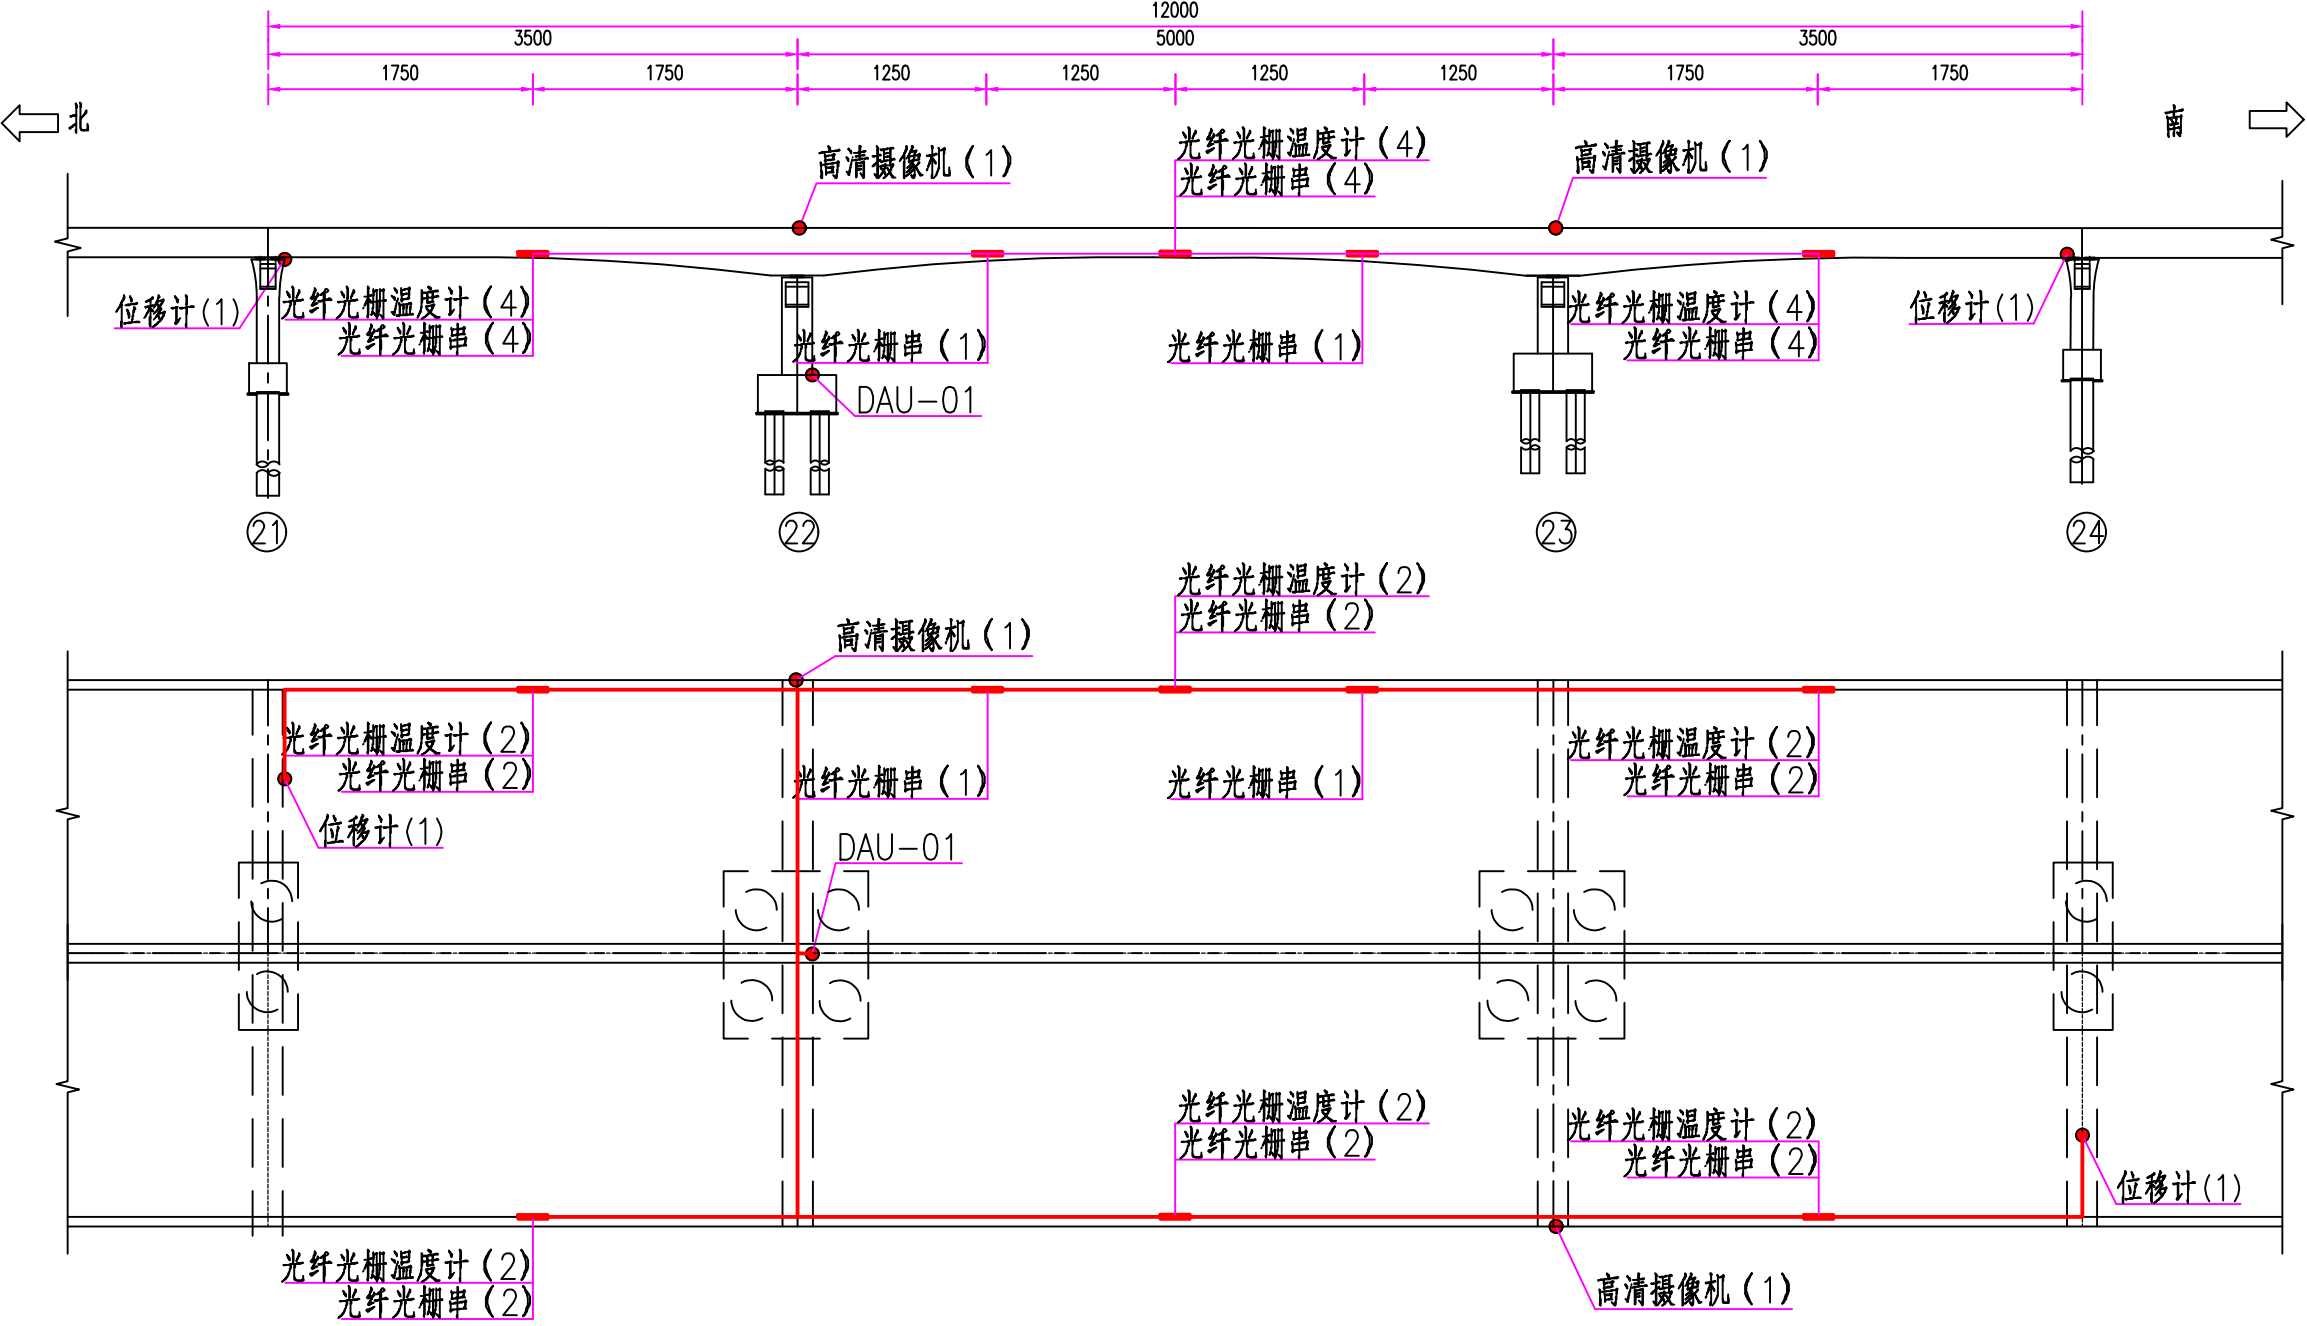 12000
3500 5000 3500
1750 1750 1250 1250 1250 1250 1750 1750
北
南
高清摄像机（1）
光纤光栅温度计（4）
光纤光栅串（4）
高清摄像机（1）
位移计(1)
光纤光栅温度计（4）
光纤光栅串（4）
光纤光栅串（1）
DAU-01
光纤光栅串（1）
光纤光栅温度计（4）
光纤光栅串（4）
位移计(1)
21 22 23 24
高清摄像机（1）
光纤光栅温度计（2）
光纤光栅串（2）
光纤光栅温度计（2）
光纤光栅串（2）
位移计(1)
光纤光栅串（1）
光纤光栅串（1）
光纤光栅温度计（2）
光纤光栅串（2）
DAU-01
光纤光栅温度计（2）
光纤光栅串（2）
光纤光栅温度计（2）
光纤光栅串（2）
位移计(1)
光纤光栅温度计（2）
光纤光栅串（2）
高清摄像机（1）